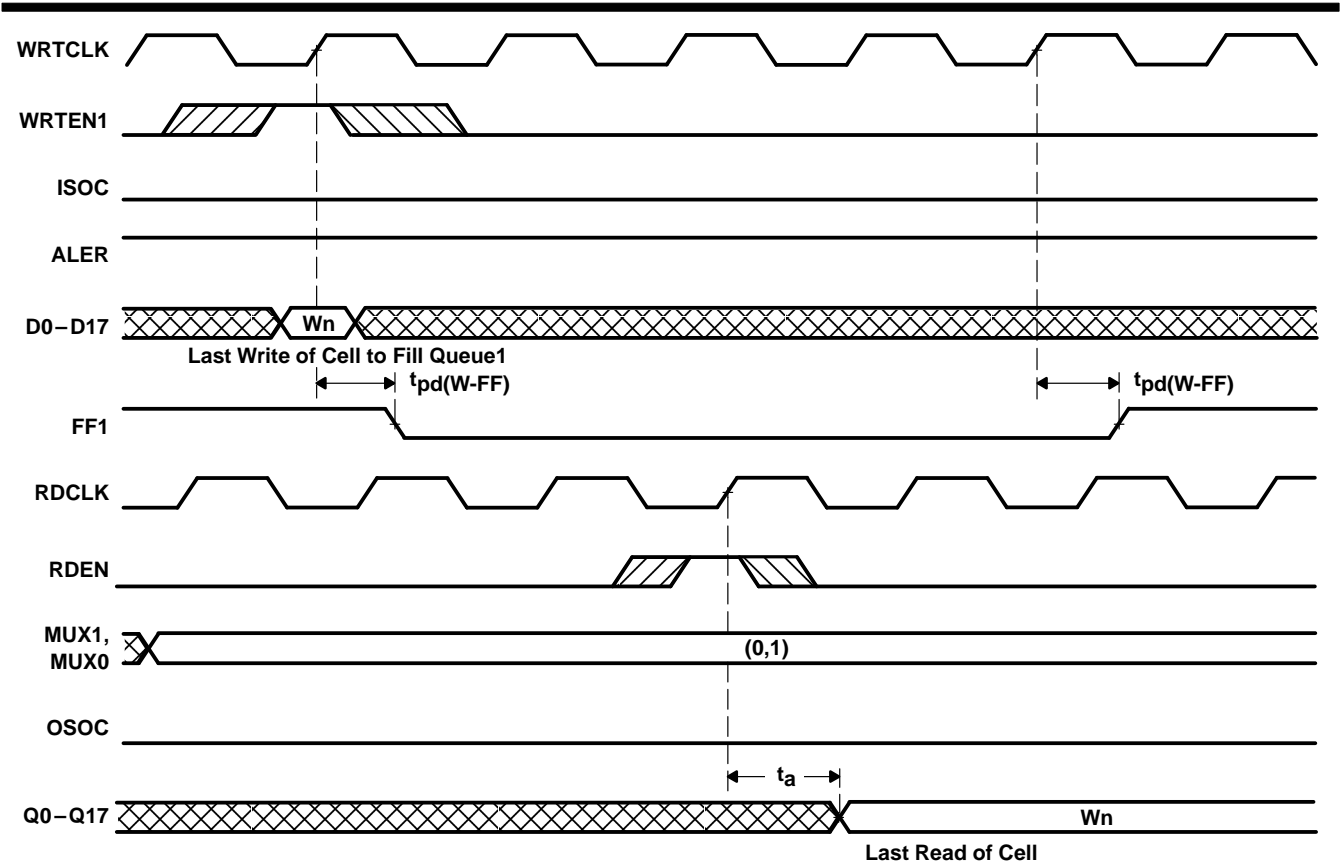 WRTCLK
WRTEN1
ISOC
ALER
D0–D17
Wn
Last Write of Cell to Fill Queue1
tpd(W-FF)
tpd(W-FF)
FF1
RDCLK
RDEN
MUX1,
MUX0
(0,1)
OSOC
ta
Q0–Q17
Wn
Last Read of Cell